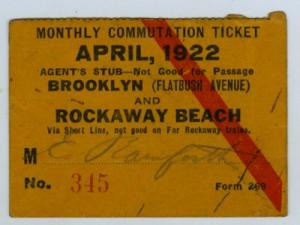 MONTHLY COMMUTATION TICKET
APRIL, 1922
AGENT'S STUB—Not Good for Passage
BROOKLYN (FLATBUSH AVENUE)
AND
ROCKAWAY BEACH
Via Short Line, not good on Far Rockaway trains.
M E
No. 345 Form 269